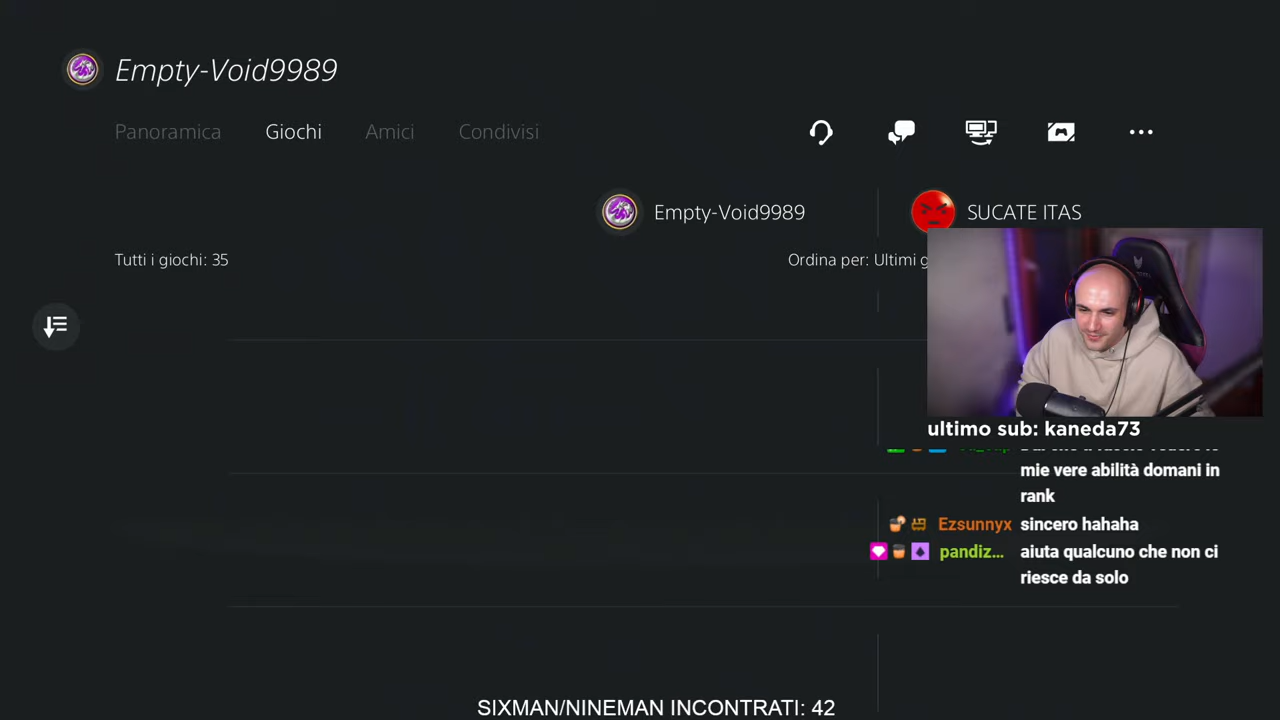 Empty-Void9989
Panoramica Giochi Amici Condivisi
Empty-Void9989 SUCATE ITAS
Tutti i giochi: 35 Ordina per: Ultimi
ultimo sub: kaneda73
mie vere abilità domani in
rank
Ezsunnyx sincero hahaha
pandiz... aiuta qualcuno che non ci
riesce da solo
SIXMAN/NINEMAN INCONTRATI: 42